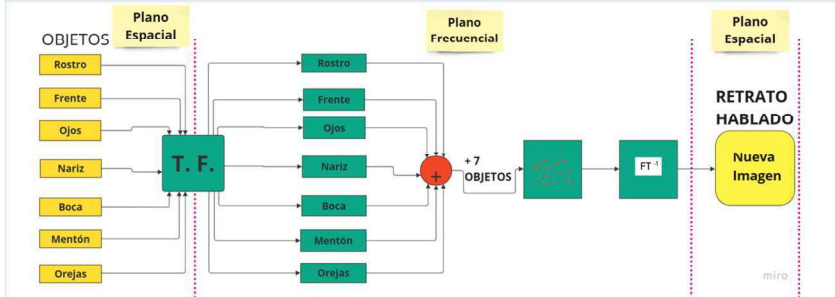 Plano
Espacial
Plano
Frecuencial
Plano
Espacial
OBJETOS
Rostro
Frente
Ojos
Nariz
Boca
Mentón
Orejas
T. F.
Rostro
Frente
Ojos
Nariz
Boca
Mentón
Orejas
+
+ 7
OBJETOS
FT -1
RETRATO
HABLADO
Nueva
Imagen
miro